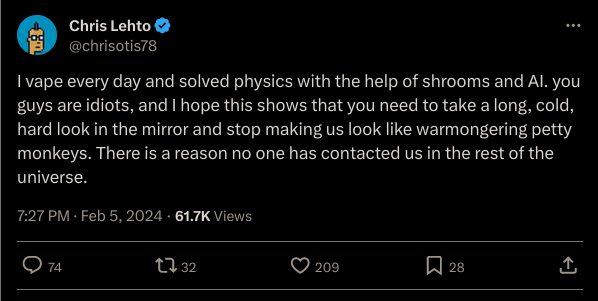 Chris Lehto
@chrisotis78
I vape every day and solved physics with the help of shrooms and AI. you
guys are idiots, and I hope this shows that you need to take a long, cold,
hard look in the mirror and stop making us look like warmongering petty
monkeys. There is a reason no one has contacted us in the rest of the
universe.
7:27 PM · Feb 5, 2024 · 61.7K Views
74 32 209 28